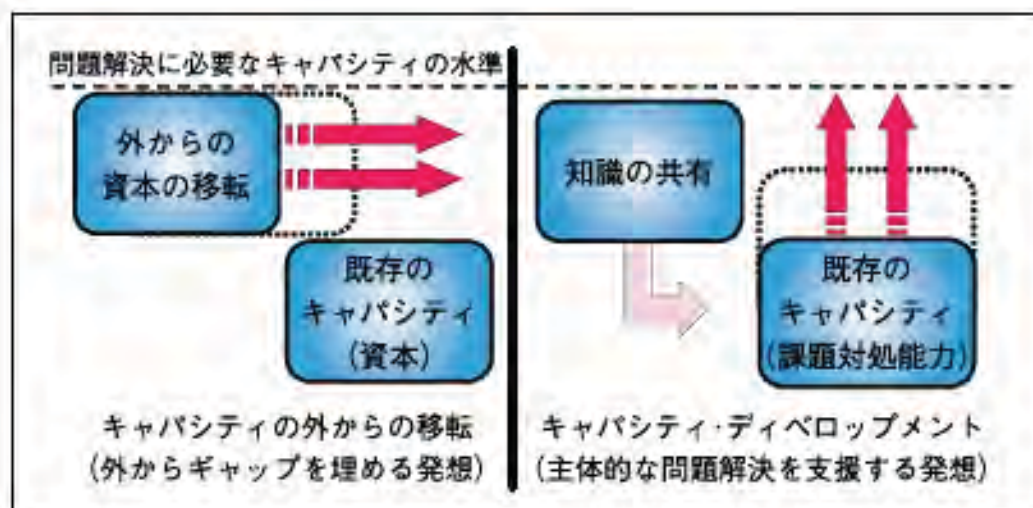 問題解決に必要なキャパシティの水準
外からの
資本の移転
既存の
キャパシティ
(資本)
キャパシティの外からの移転
(外からギャップを埋める発想)
知識の共有
既存の
キャパシティ
(課題対処能力)
キャパシティ・ディベロップメント
(主体的な問題解決を支援する発想)